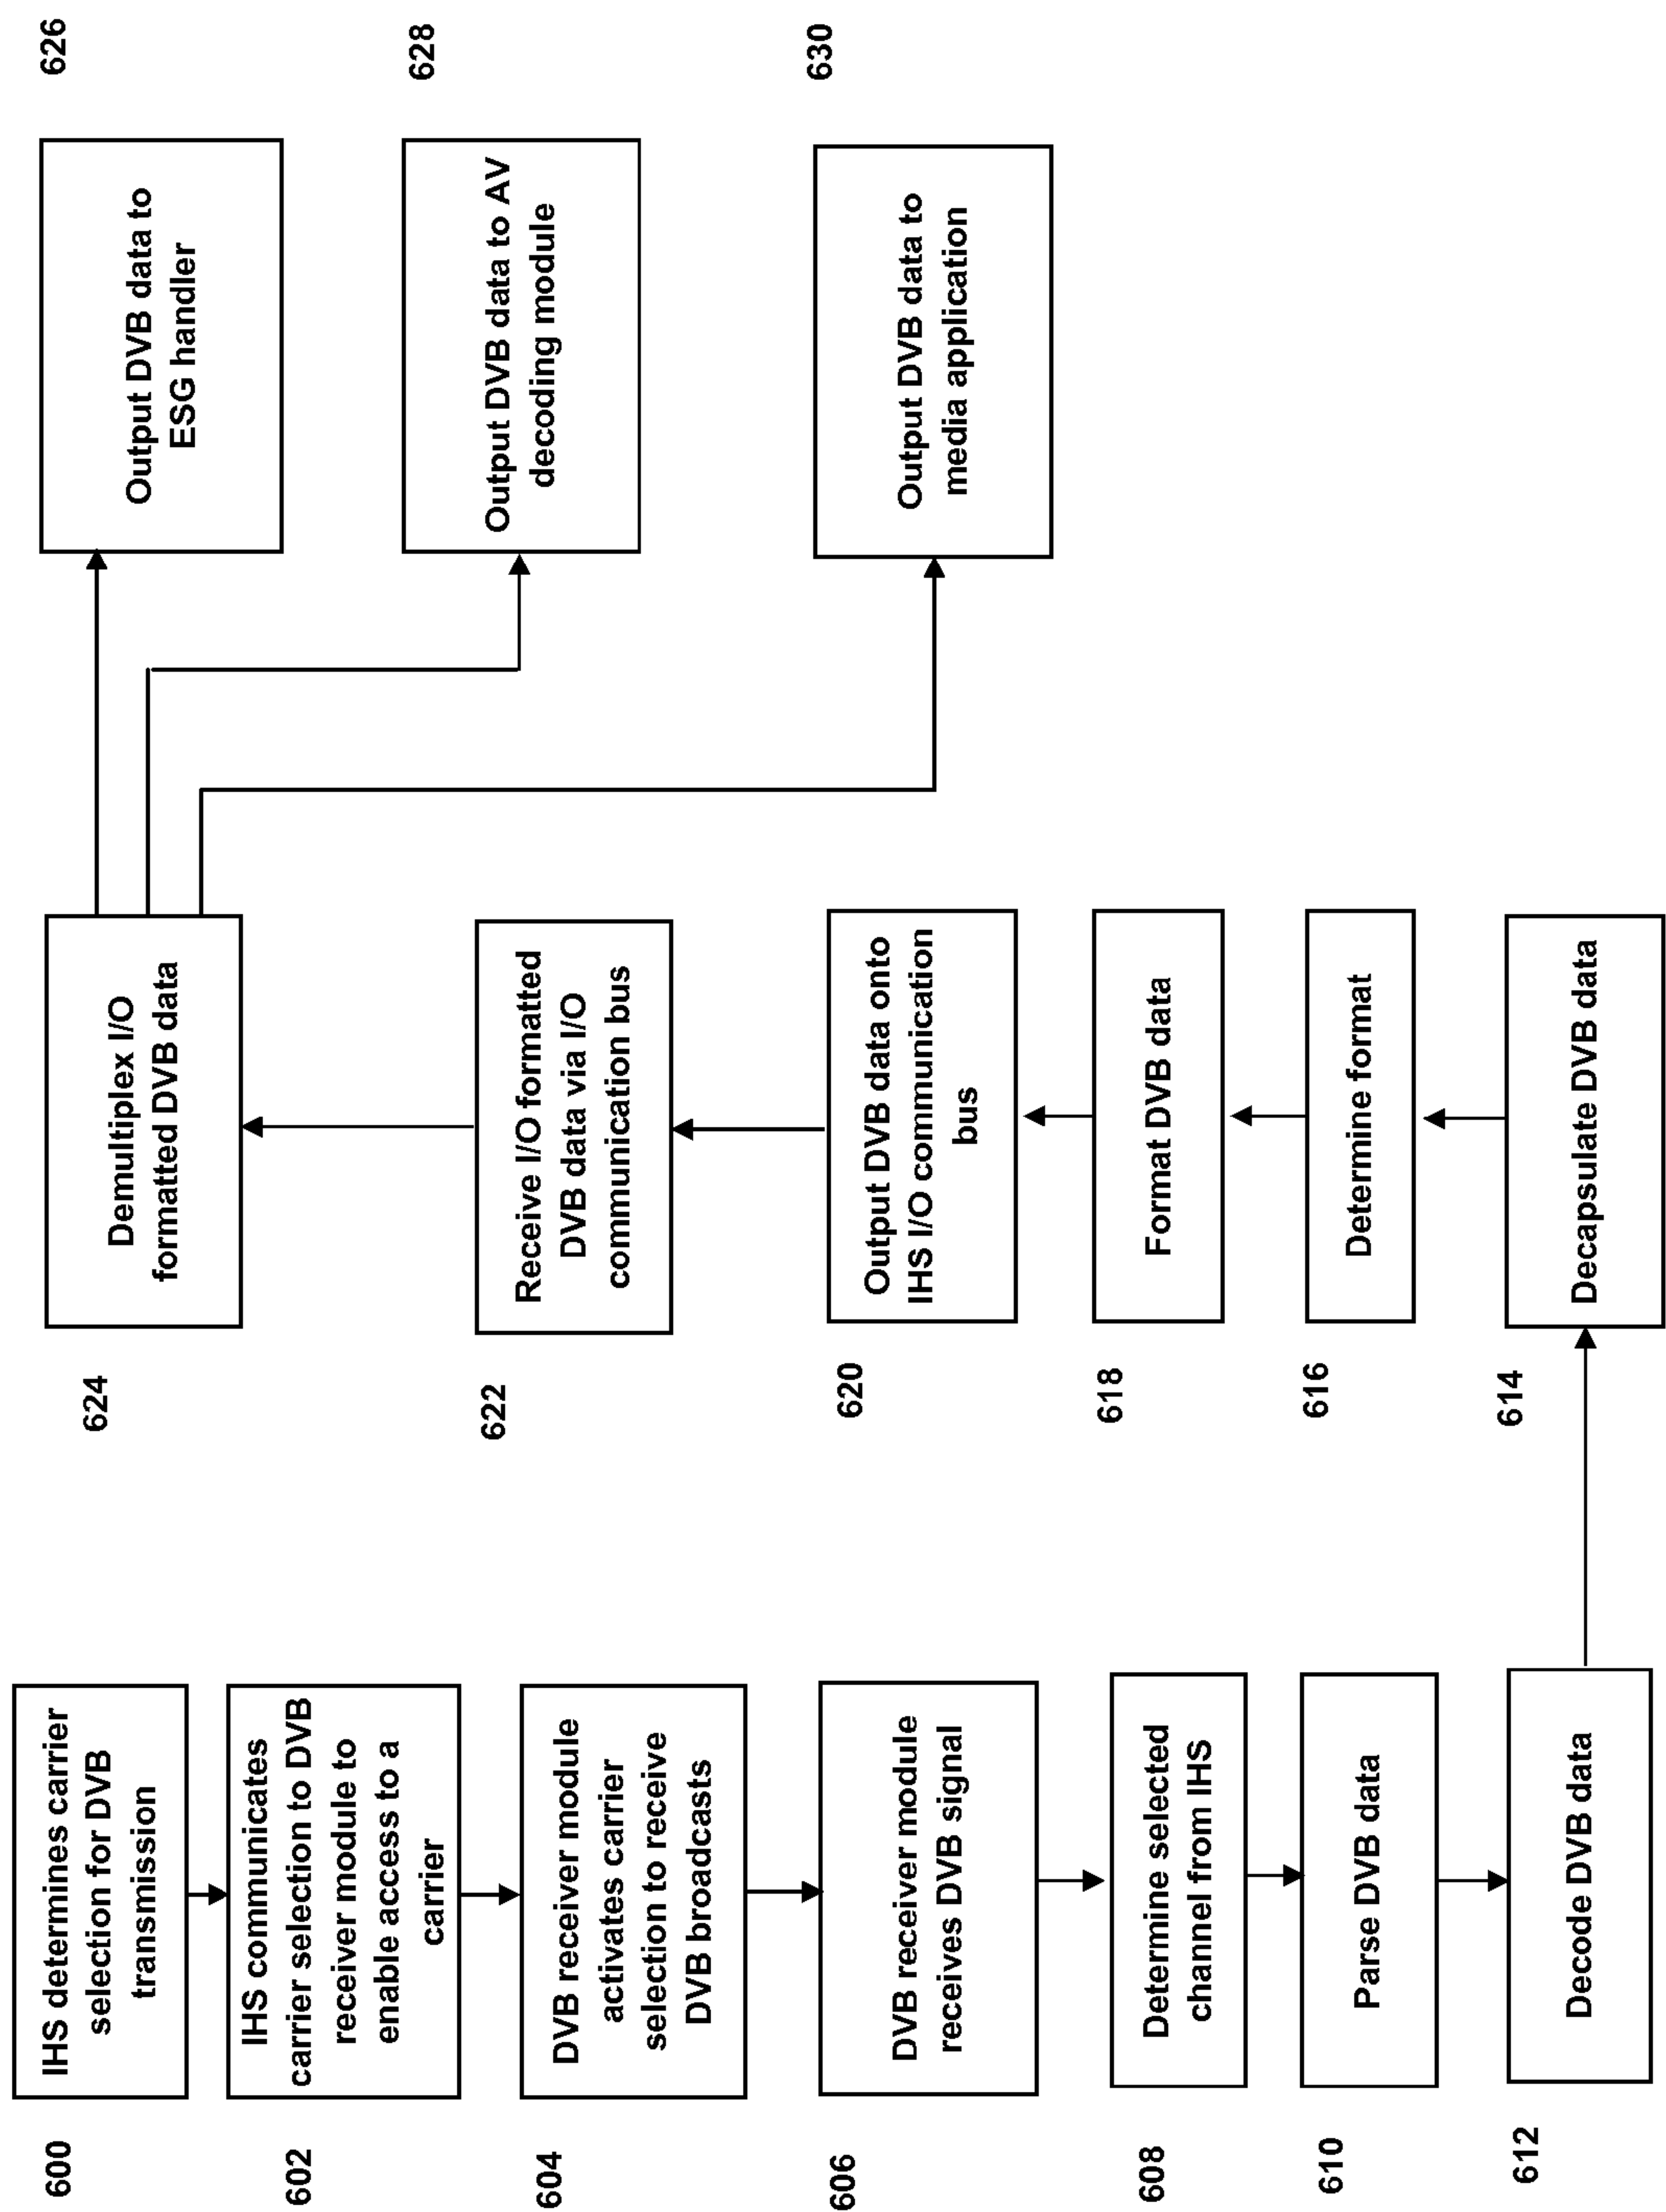 600
IHS determines carrier
selection for DVB
transmission
602
IHS communicates
carrier selection to DVB
receiver module to
enable access to a
carrier
604
DVB receiver module
activates carrier
selection to receive
DVB broadcasts
606
DVB receiver module
receives DVB signal
608
Determine selected
channel from IHS
610
Parse DVB data
612
Decode DVB data
614
Decapsulate DVB data
616
Determine format
618
Format DVB data
620
Output DVB data onto
IHS I/O communication
bus
622
Receive I/O formatted
DVB data via I/O
communication bus
624
Demultiplex I/O
formatted DVB data
626
Output DVB data to
ESG handler
628
Output DVB data to AV
decoding module
630
Output DVB data to
media application